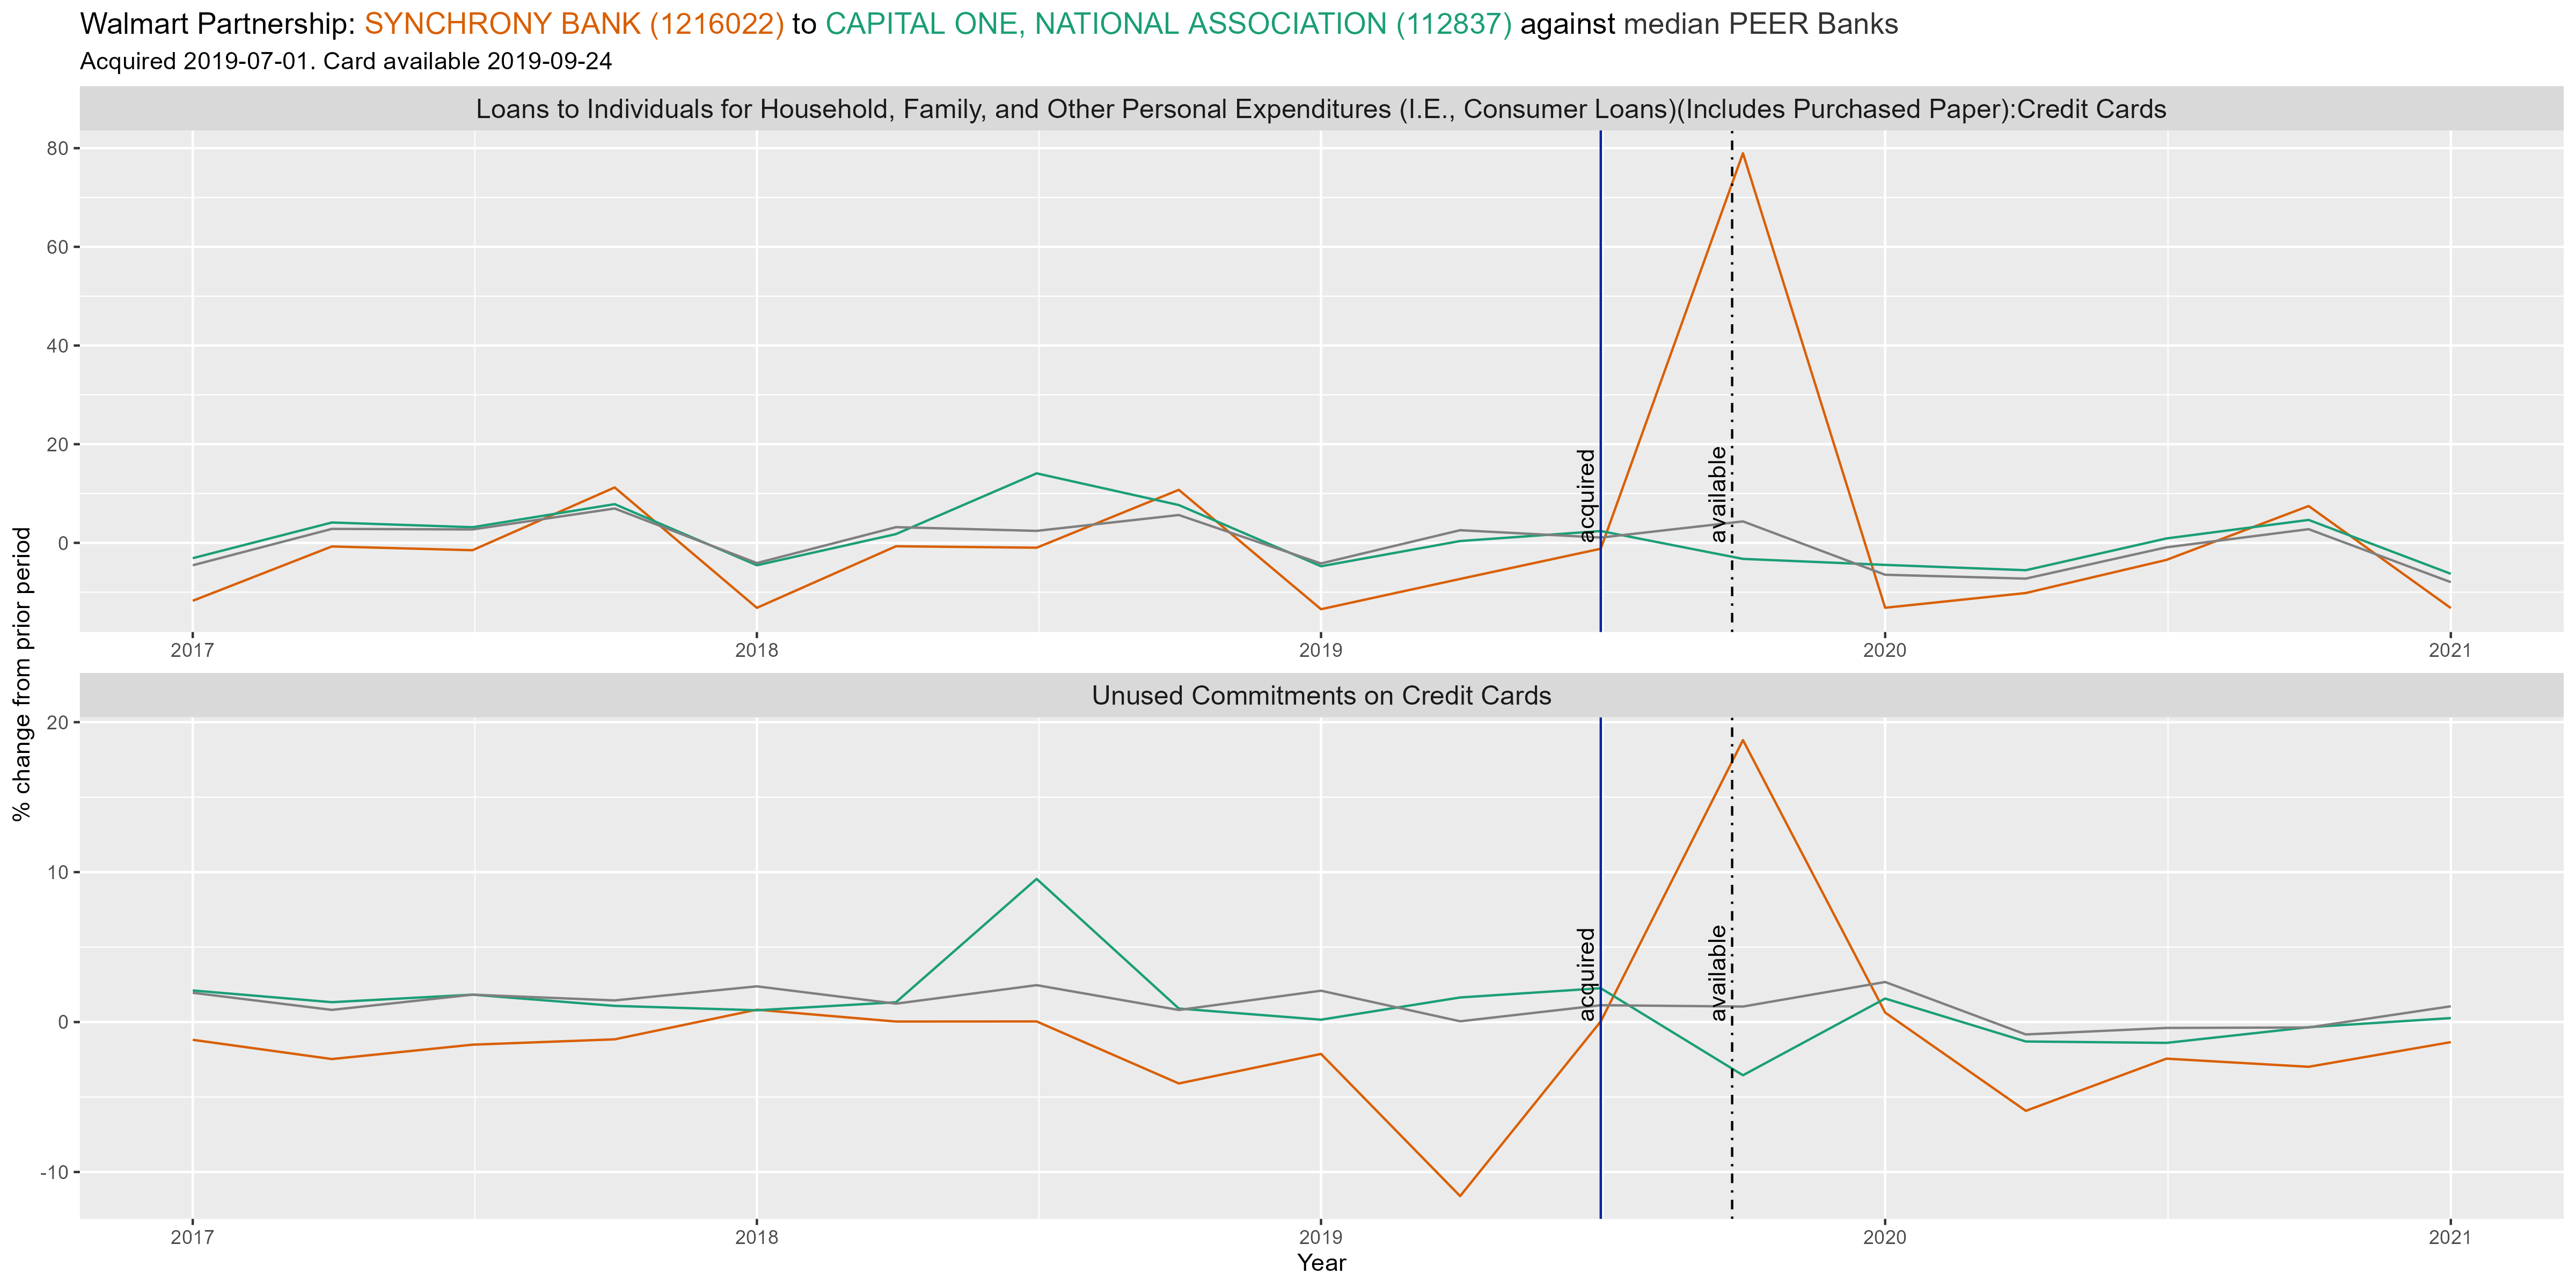 Walmart Partnership: SYNCHRONY BANK (1216022) to CAPITAL ONE, NATIONAL ASSOCIATION (112837) against median PEER Banks
Acquired 2019-07-01. Card available 2019-09-24
Loans to Individuals for Household, Family, and Other Personal Expenditures (I.E., Consumer Loans)(Includes Purchased Paper):Credit Cards
80
60
40
20
0
acquired
available
2017 2018 2019 2020 2021
% change from prior period
Unused Commitments on Credit Cards
20
10
0
-10
acquired
available
2017 2018 2019 2020 2021
Year